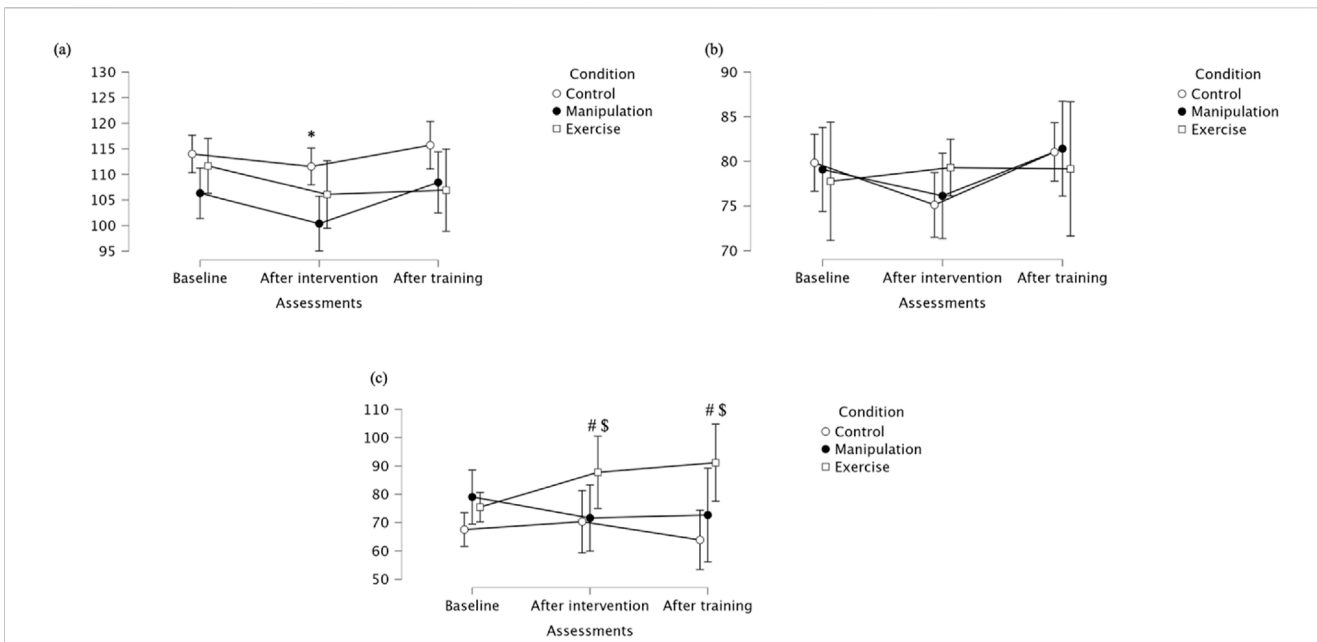 (a)
130
125
120
115
110
105
100
95
*
Condition
Control
Manipulation
Exercise
Baseline After intervention After training
Assessments
(b)
90
85
80
75
70
Condition
Control
Manipulation
Exercise
Baseline After intervention After training
Assessments
(c)
110
100
90
80
70
60
50
# $
# $
Condition
Control
Manipulation
Exercise
Baseline After intervention After training
Assessments